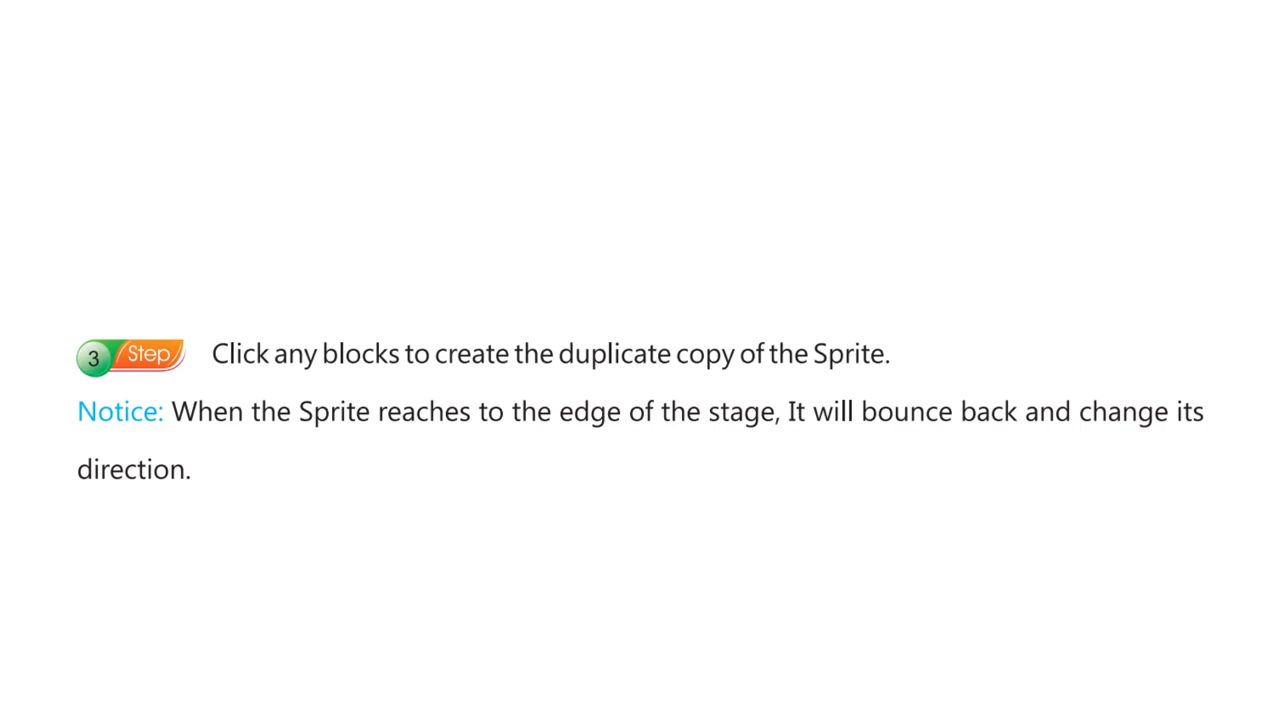 3 Step Click any blocks to create the duplicate copy of the Sprite.
Notice: When the Sprite reaches to the edge of the stage, It will bounce back and change its
direction.